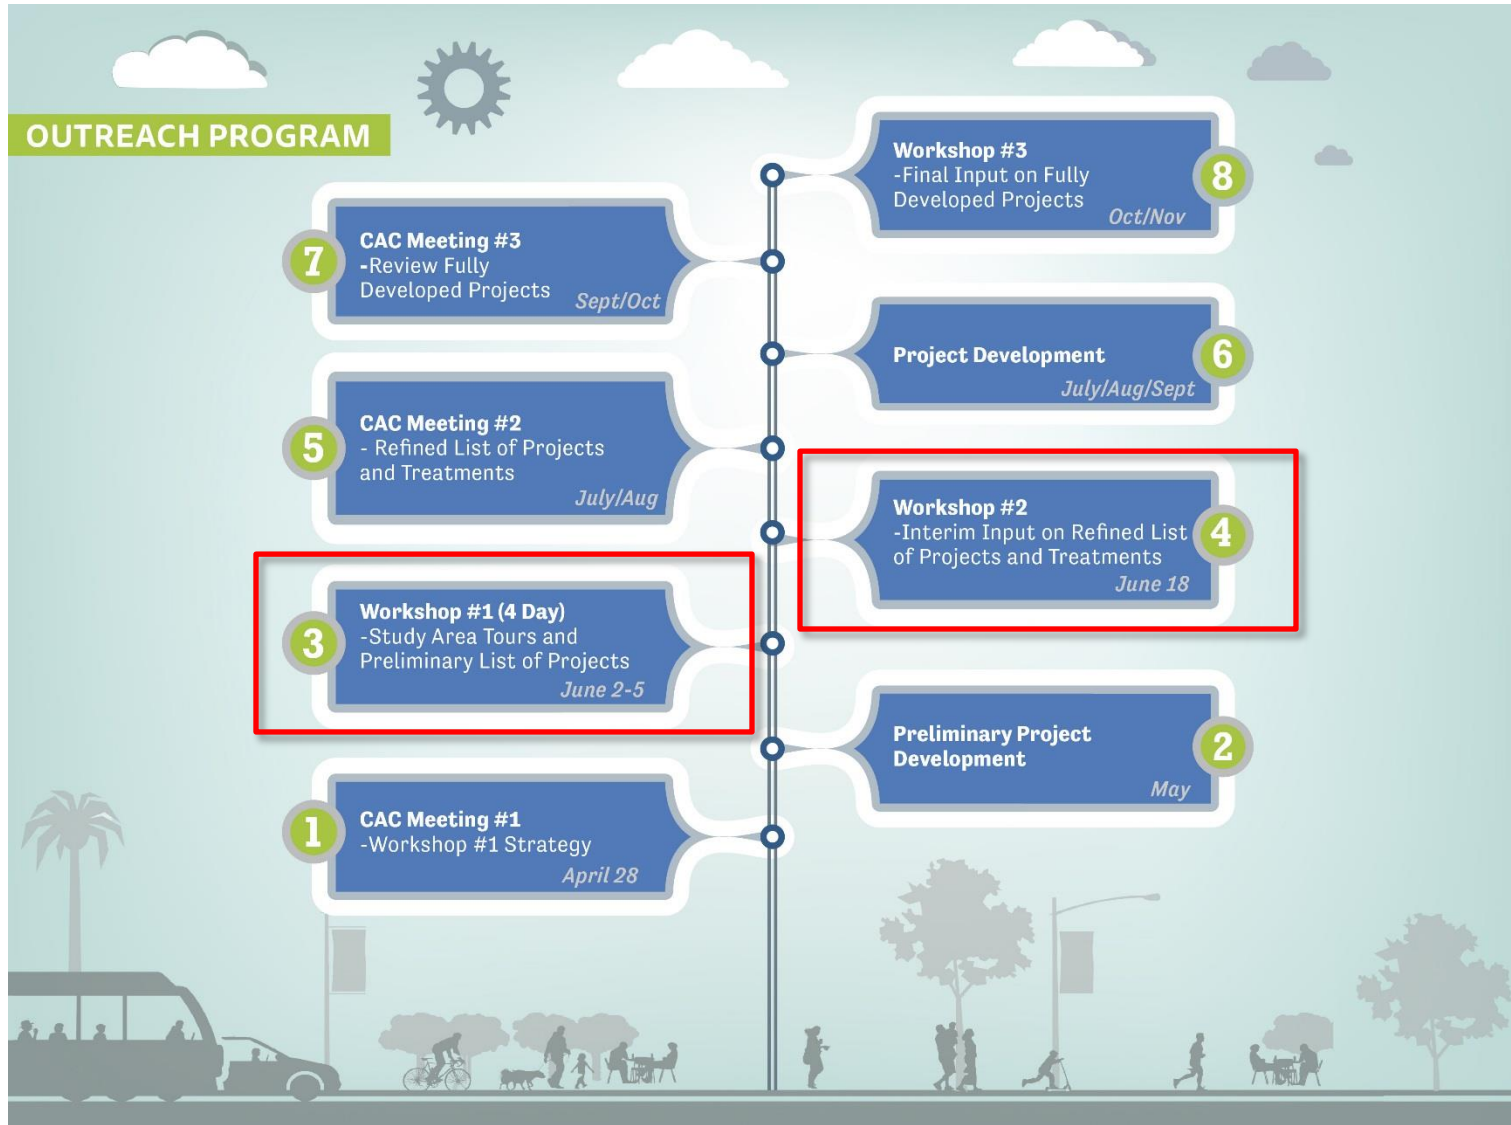 OUTREACH PROGRAM
8
Workshop #3
-Final Input on Fully
Developed Projects
Oct/Nov
7
CAC Meeting #3
-Review Fully
Developed Projects
Sept/Oct
6
Project Development
July/Aug/Sept
5
CAC Meeting #2
- Refined List of Projects
and Treatments
July/Aug
4
Workshop #2
-Interim Input on Refined List
of Projects and Treatments
June 18
3
Workshop #1 (4 Day)
-Study Area Tours and
Preliminary List of Projects
June 2-5
2
Preliminary Project
Development
May
1
CAC Meeting #1
-Workshop #1 Strategy
April 28